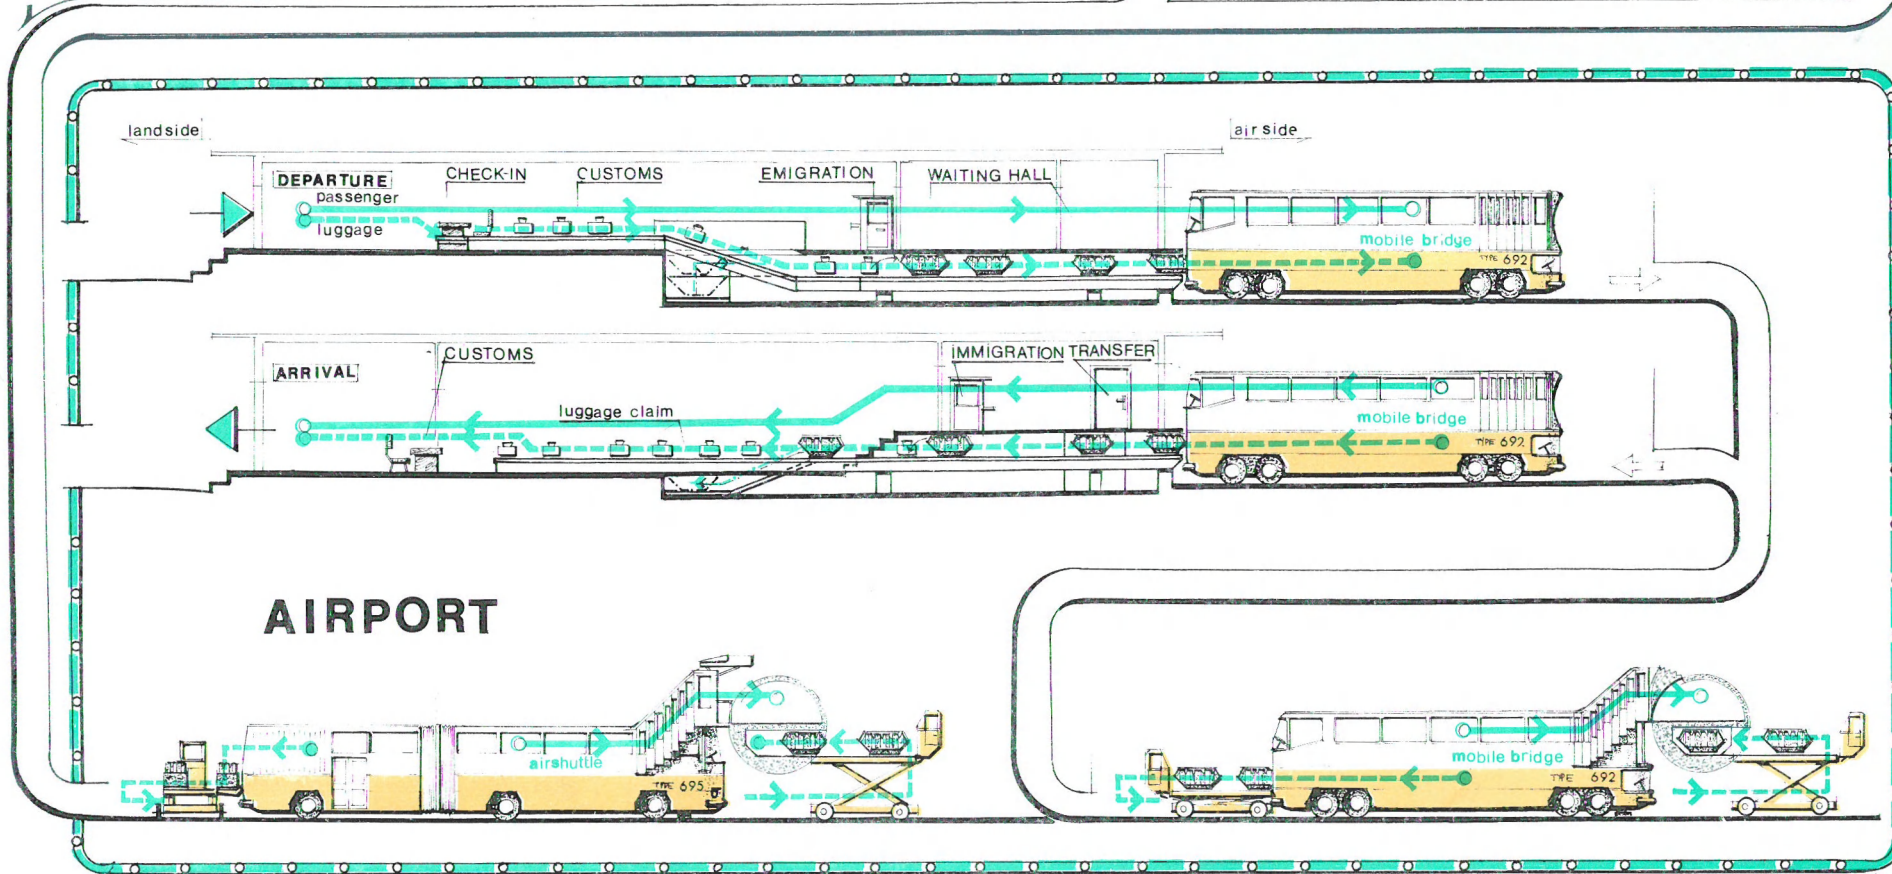 landside
air side
DEPARTURE
CHECK-IN
CUSTOMS
EMIGRATION
WAITING HALL
passenger
luggage
mobile bridge
TYPE 692
ARRIVAL
CUSTOMS
luggage claim
IMMIGRATION
TRANSFER
mobile bridge
TYPE 692
AIRPORT
airshuttle
TYPE 695
mobile bridge
TYPE 692